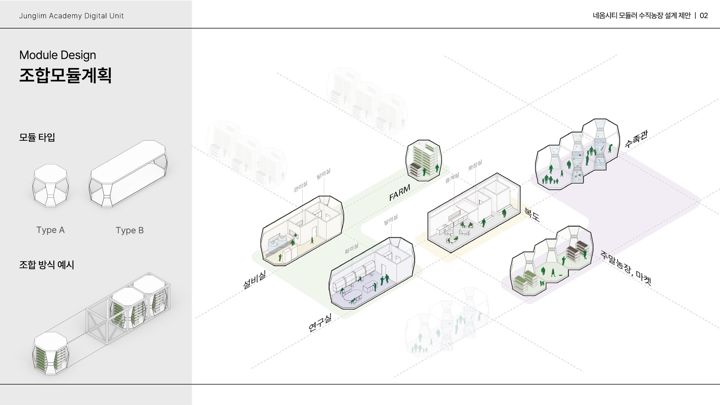 Junglim Academy Digital Unit
네옴시티 모듈러 수직농장 설계 제안 | 02
Module Design
조합모듈계획
모듈 타입
Type A
Type B
조합 방식 예시
수족관
FARM
복도
주말농장, 마켓
설비실
연구실